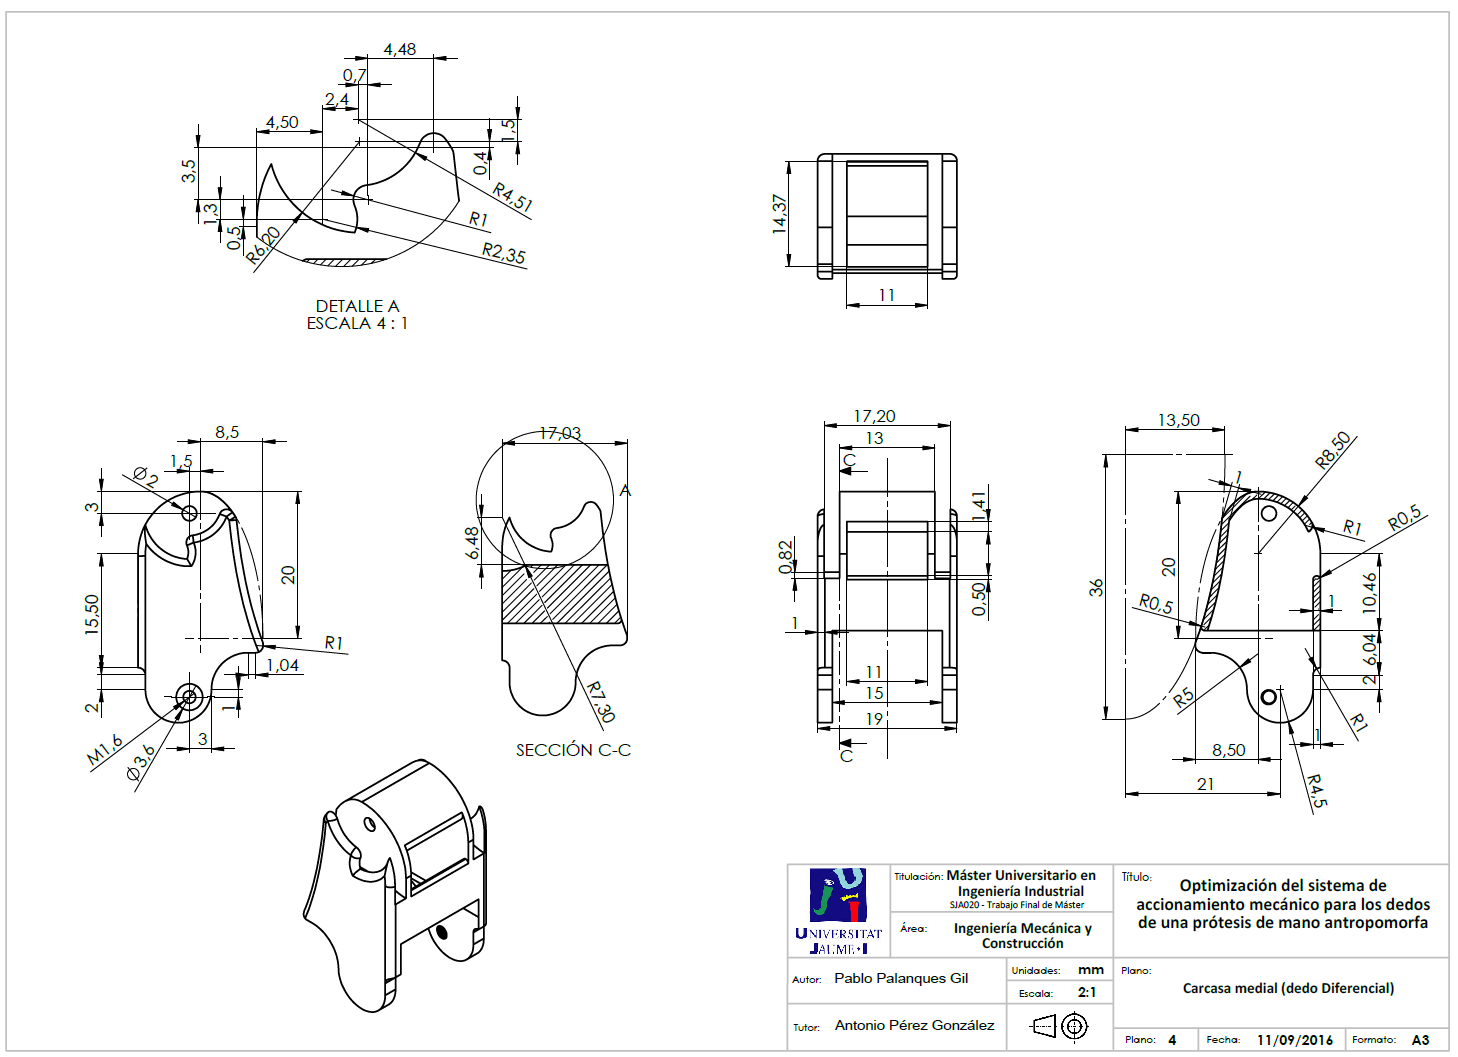 4,48
0,7
2,4
4,50
1,5
0,4
3,5
1,3
0,5
R4,51
R1
R2,35
R6,20
DETALLE A
ESCALA 4 : 1
14,37
11
8,5
1,5
Ø2
3
15,50
20
2
R1
1,04
1
3
M1,6
Ø3,6
17,03
A
6,48
R7,30
SECCIÓN C-C
17,20
13
C
1,41
0,82
0,50
1
11
15
19
C
13,50
R8,50
1
R1
R0,5
36
20
R0,5
10,46
1
6,04
2
R5
R1
8,50
1
21
R4,5
UNIVERSITAT
JAUME·I
Titulación: Máster Universitario en
Ingeniería Industrial
SJA020 - Trabajo Final de Máster
Área: Ingeniería Mecánica y
Construcción
Título: Optimización del sistema de
accionamiento mecánico para los dedos
de una prótesis de mano antropomorfa
Autor: Pablo Palanques Gil
Unidades: mm
Escala: 2:1
Plano:
Carcasa medial (dedo Diferencial)
Tutor: Antonio Pérez González
Plano: 4 Fecha: 11/09/2016 Formato: A3